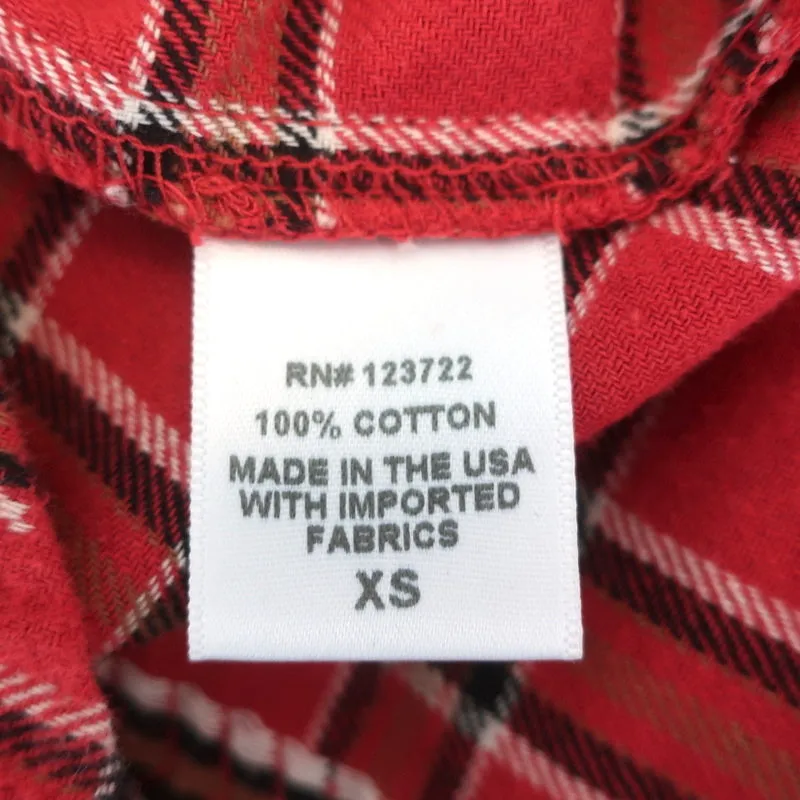 RN# 123722
100% COTTON
MADE IN THE USA
WITH IMPORTED
FABRICS
XS